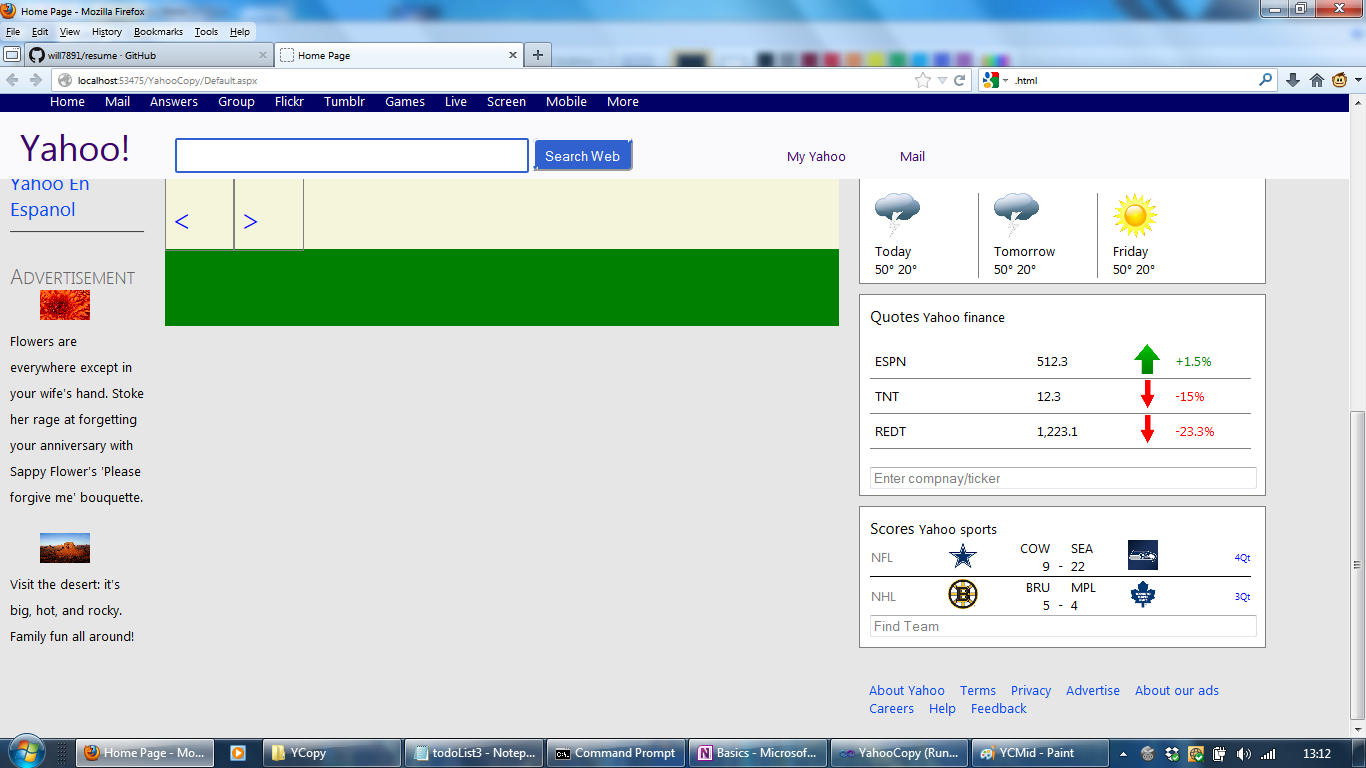 Home Page - Mozilla Firefox
File Edit View History Bookmarks Tools Help
will7891/resume · GitHub
Home Page
localhost:53475/YahooCopy/Default.aspx
.html
Home Mail Answers Group Flickr Tumblr Games Live Screen Mobile More
Yahoo!
Search Web
My Yahoo
Mail
Yahoo En
Espanol
ADVERTISEMENT
Flowers are
everywhere except in
your wife's hand. Stoke
her rage at forgetting
your anniversary with
Sappy Flower's 'Please
forgive me' bouquette.
Visit the desert: it's
big, hot, and rocky.
Family fun all around!
< >
Today Tomorrow Friday
50° 20° 50° 20° 50° 20°
Quotes Yahoo finance
ESPN 512.3 +1.5%
TNT 12.3 -15%
REDT 1,223.1 -23.3%
Enter compnay/ticker
Scores Yahoo sports
NFL COW SEA 4Qt
9 - 22
NHL B BRU MPL 3Qt
5 - 4
Find Team
About Yahoo Terms Privacy Advertise About our ads
Careers Help Feedback
Home Page - Mo...
YCopy
todoList3 - Notep...
Command Prompt
Basics - Microsof...
YahooCopy (Run...
YCMid - Paint
13:12